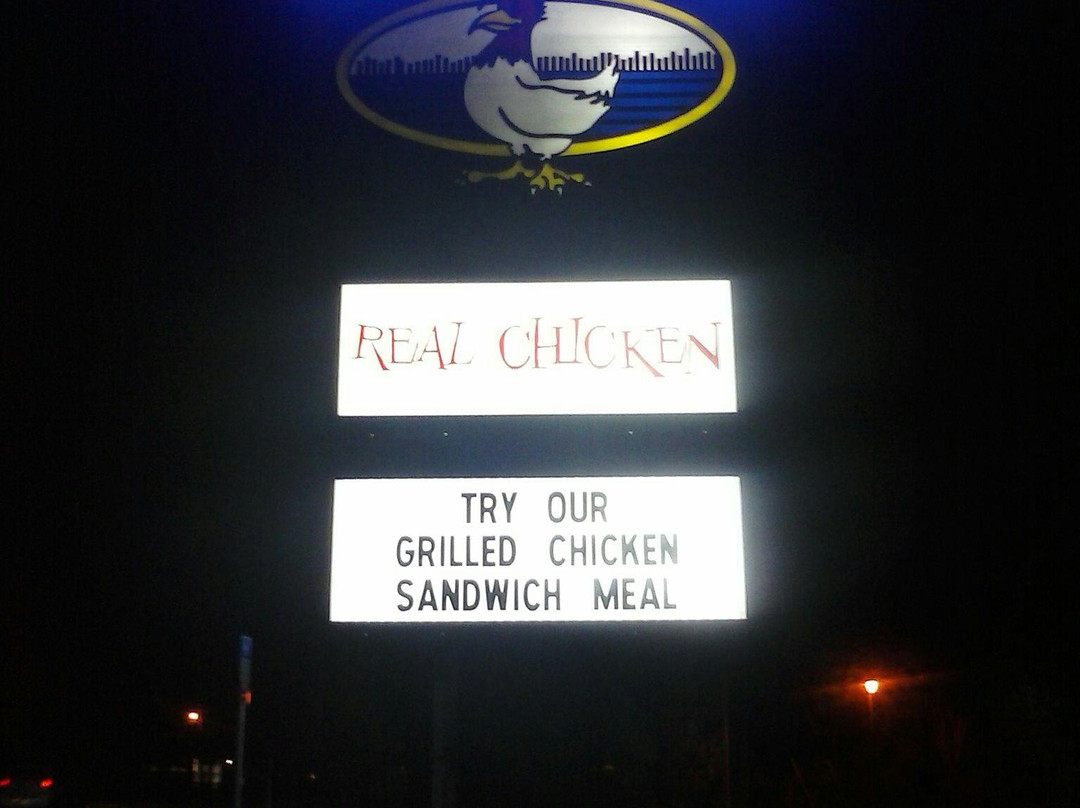 REAL CHICKEN
TRY OUR
GRILLED CHICKEN
SANDWICH MEAL